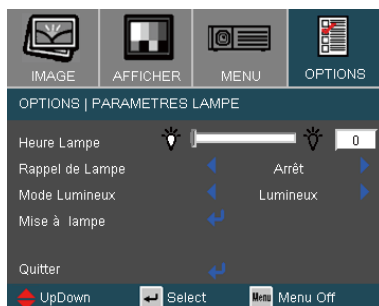 IMAGE AFFICHER MENU OPTIONS
OPTIONS | PARAMETRES LAMPE
Heure Lampe 0
Rappel de Lampe Arrêt
Mode Lumineux Lumineux
Mise à lampe
Quitter
UpDown Select Menu Menu Off